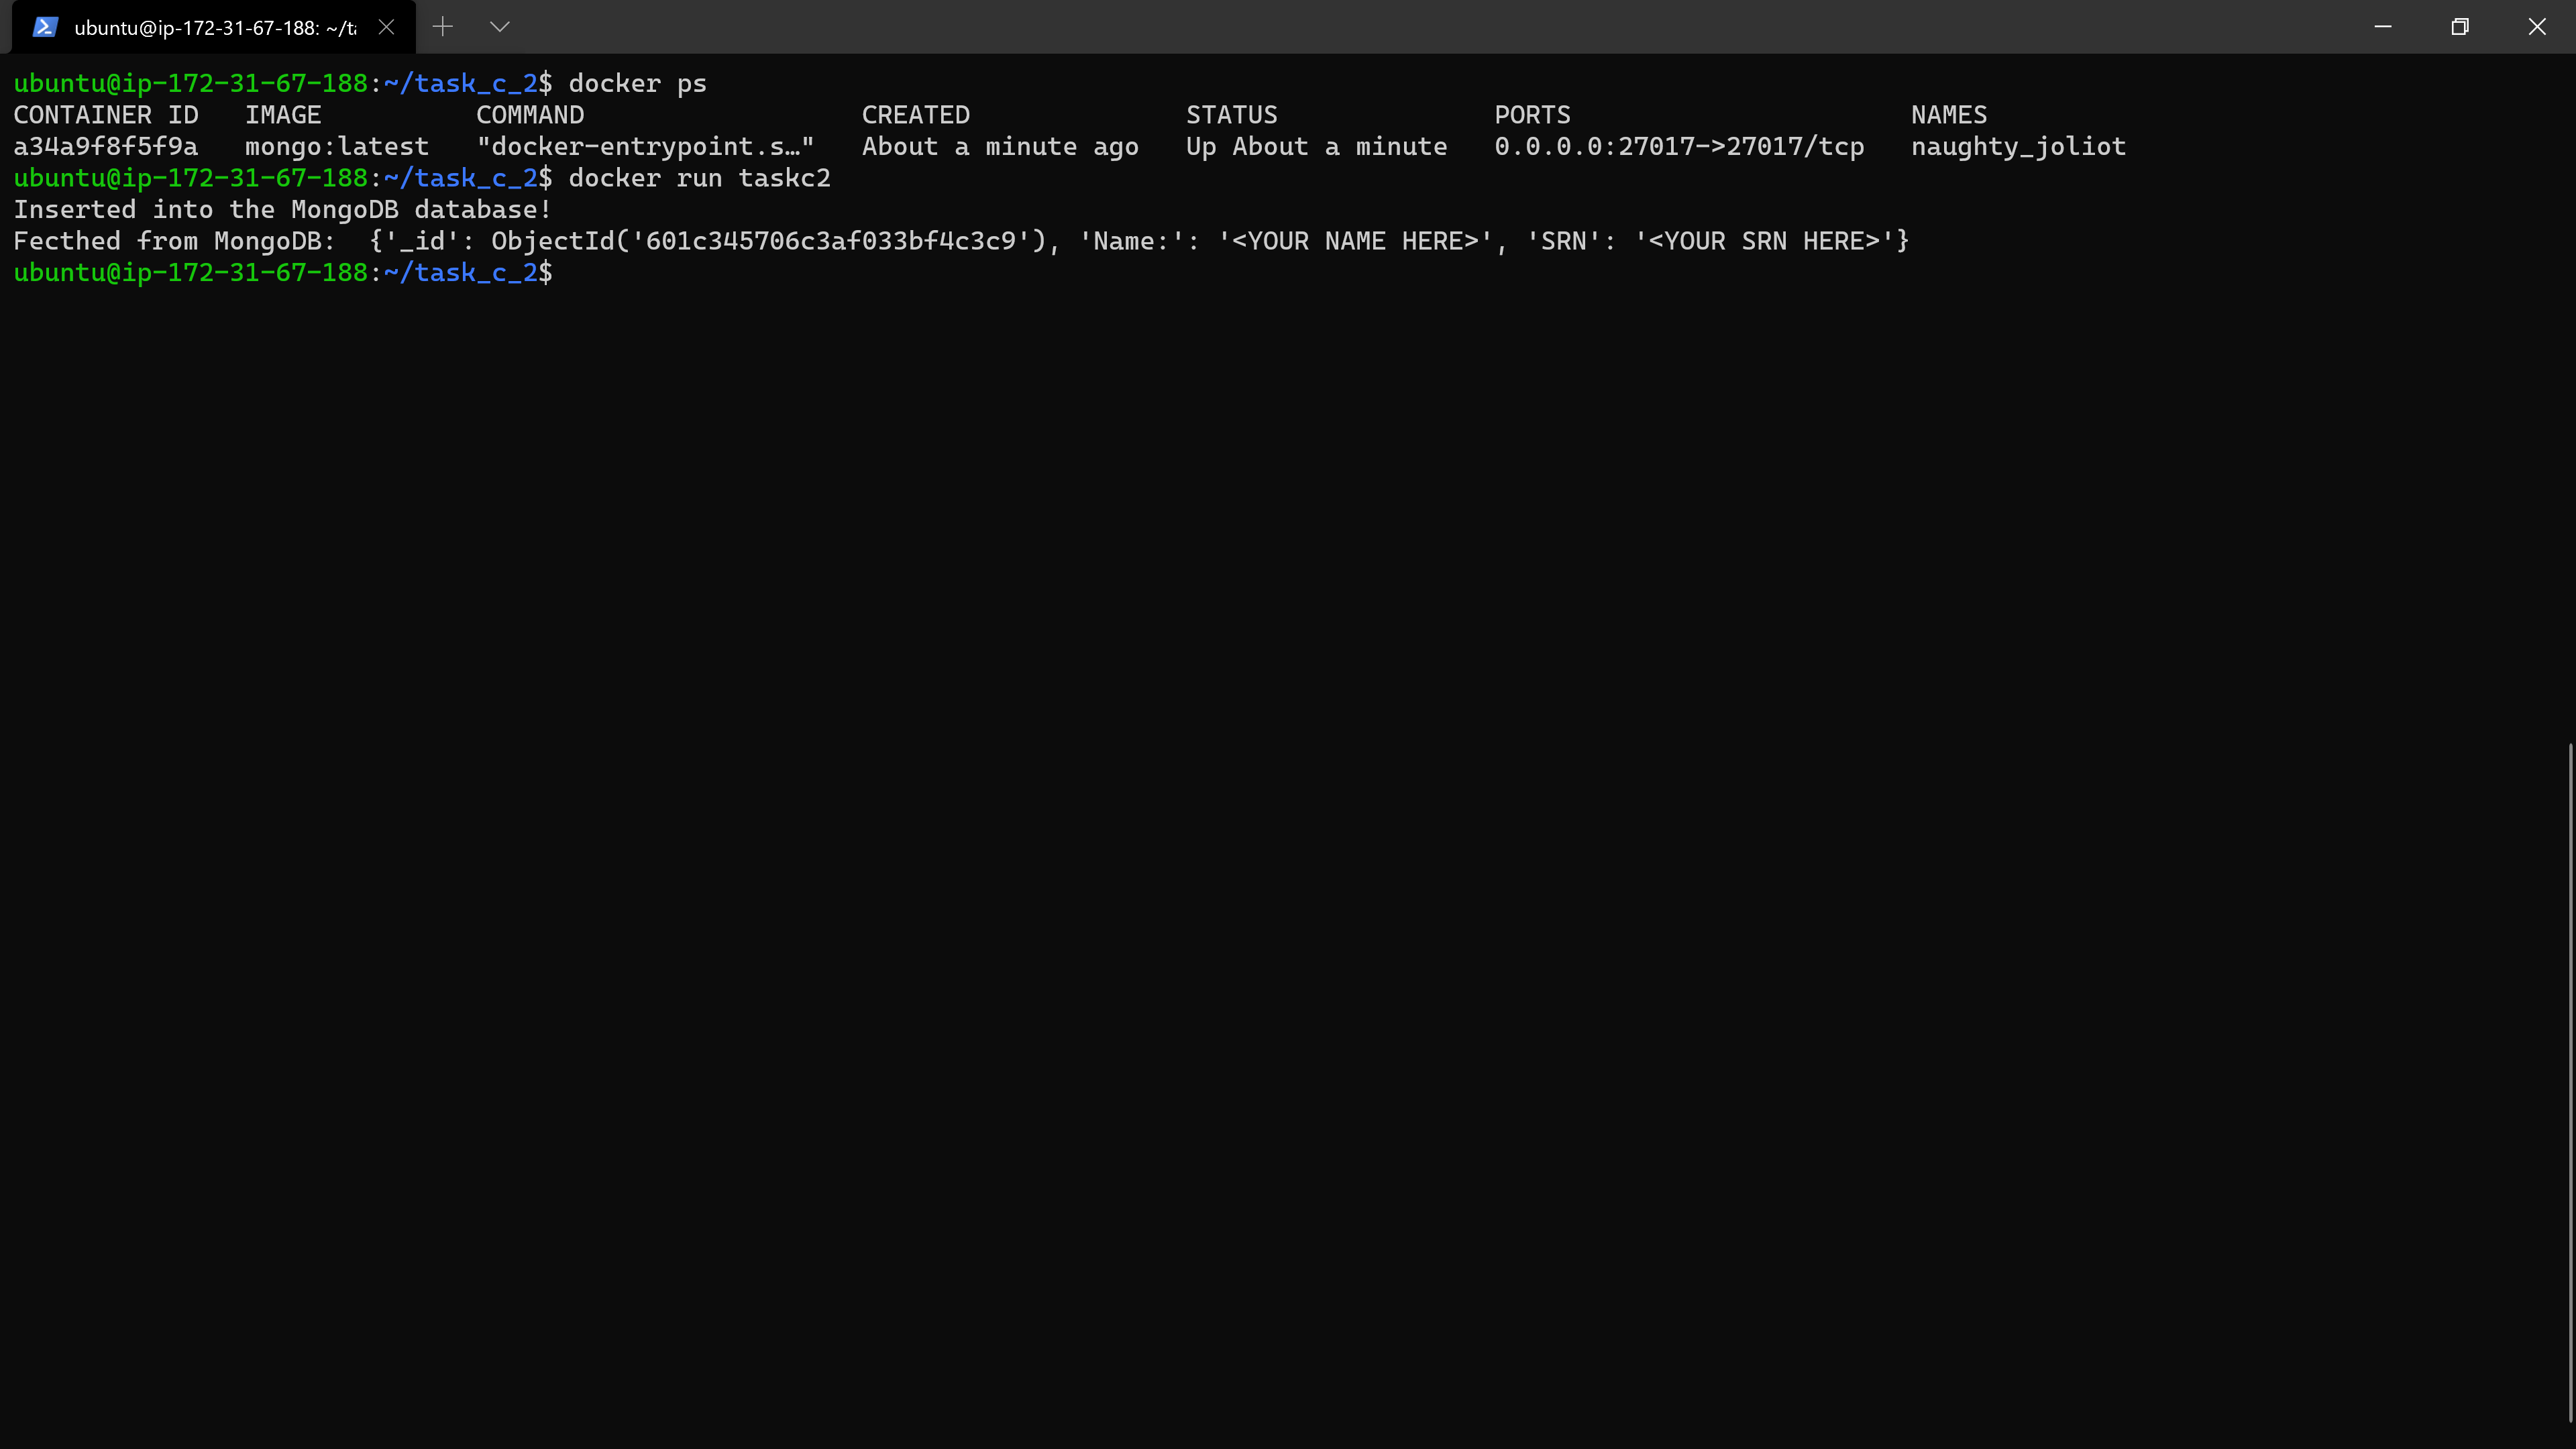 ubuntu@ip-172-31-67-188: ~/ta
ubuntu@ip-172-31-67-188:~/task_c_2$ docker ps
CONTAINER ID   IMAGE          COMMAND                  CREATED              STATUS              PORTS                      NAMES
a34a9f8f5f9a   mongo:latest   "docker-entrypoint.s…"   About a minute ago   Up About a minute   0.0.0.0:27017->27017/tcp   naughty_joliot
ubuntu@ip-172-31-67-188:~/task_c_2$ docker run taskc2
Inserted into the MongoDB database!
Fecthed from MongoDB:  {'_id': ObjectId('601c345706c3af033bf4c3c9'), 'Name:': '<YOUR NAME HERE>', 'SRN': '<YOUR SRN HERE>'}
ubuntu@ip-172-31-67-188:~/task_c_2$